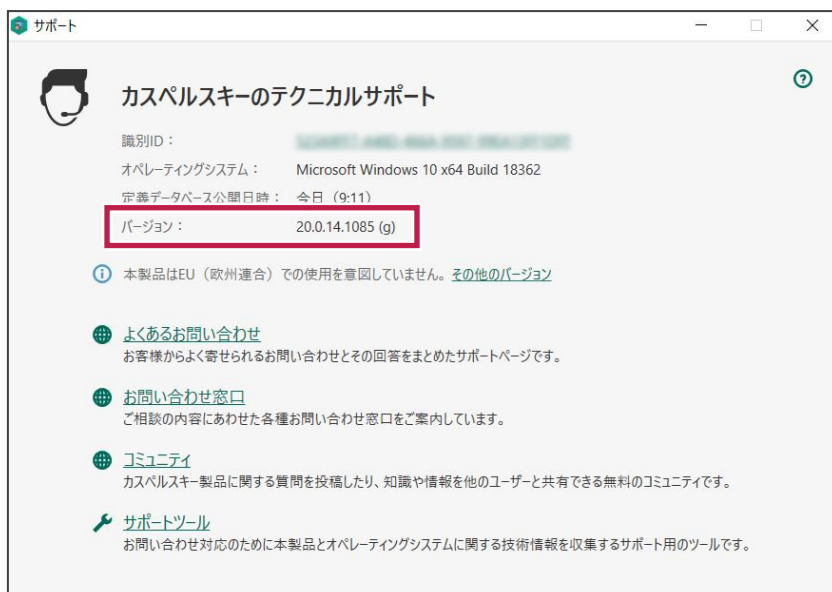 サポート
カスペルスキーのテクニカルサポート
識別ID：
オペレーティングシステム： Microsoft Windows 10 x64 Build 18362
定義データベース公開日時： 今日（9:11）
バージョン： 20.0.14.1085 (g)
本製品はEU（欧州連合）での使用を意図していません。その他のバージョン
よくあるお問い合わせ
お客様からよく寄せられるお問い合わせとその回答をまとめたサポートページです。
お問い合わせ窓口
ご相談の内容にあわせた各種お問い合わせ窓口をご案内しています。
コミュニティ
カスペルスキー製品に関する質問を投稿したり、知識や情報を他のユーザーと共有できる無料のコミュニティです。
サポートツール
お問い合わせ対応のために本製品とオペレーティングシステムに関する技術情報を収集するサポート用のツールです。